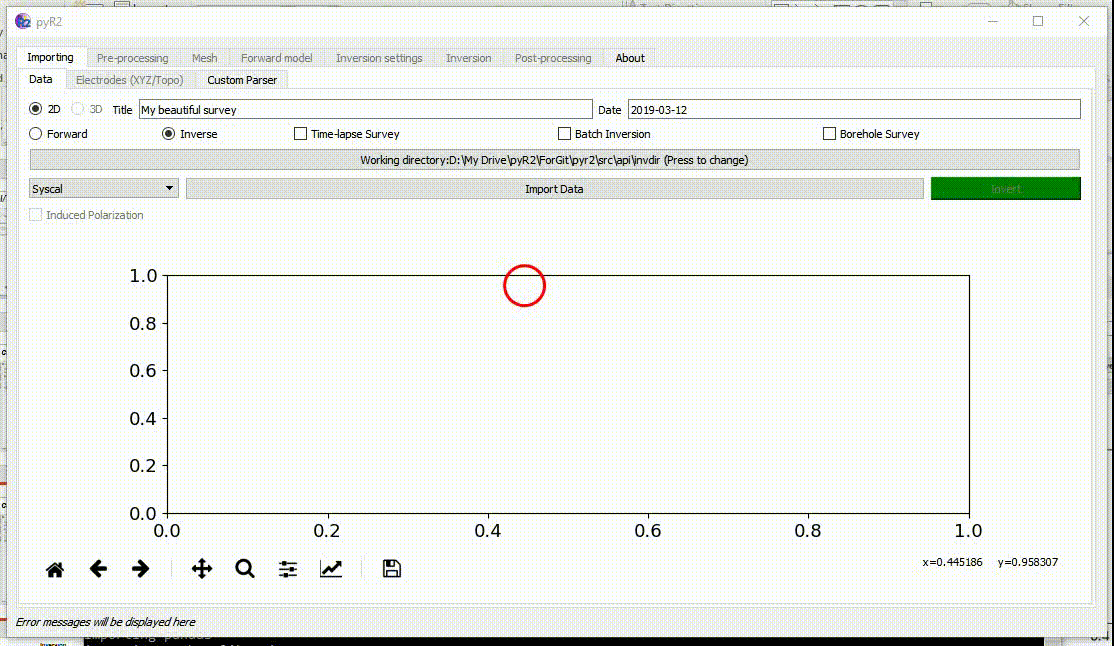 pyR2
Importing Pre-processing Mesh Forward model Inversion settings Inversion Post-processing About
Data Electrodes (XYZ/Topo) Custom Parser
2D 3D Title My beautiful survey Date 2019-03-12
Forward Inverse Time-lapse Survey Batch Inversion Borehole Survey
Working directory:D:\My Drive\pyR2\ForGit\pyr2\src\api\invdir (Press to change)
Syscal Import Data Invert
Induced Polarization
1.0
0.8
0.6
0.4
0.2
0.0
0.0 0.2 0.4 0.6 0.8 1.0
x=0.445186 y=0.958307
Error messages will be displayed here